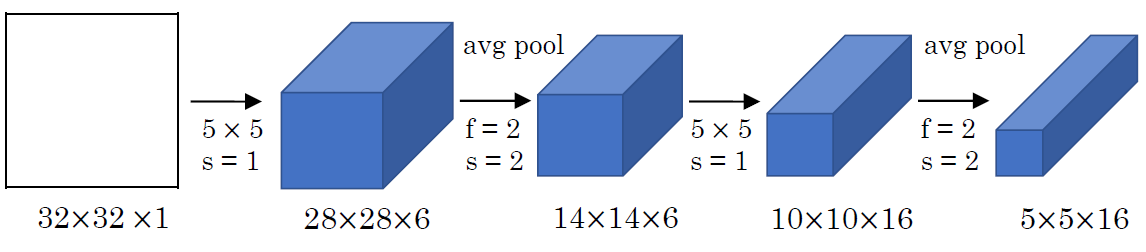 avg pool
avg pool
5 × 5
s = 1
f = 2
s = 2
5 × 5
s = 1
f = 2
s = 2
32×32 ×1
28×28×6
14×14×6
10×10×16
5×5×16